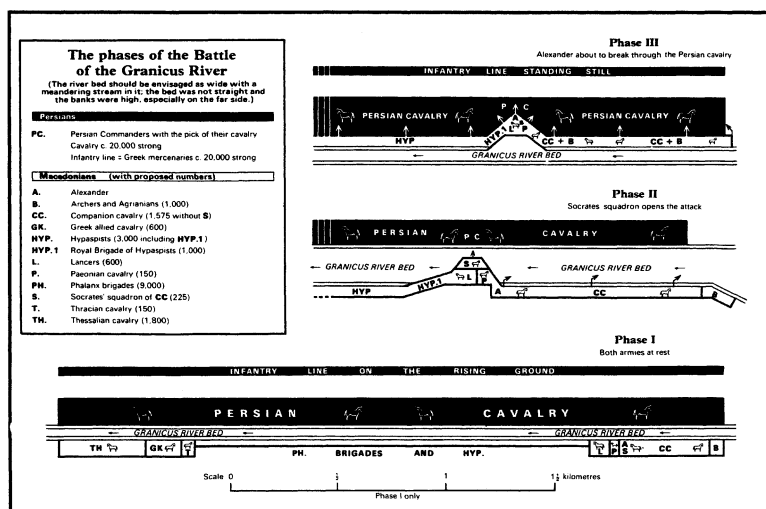 The phases of the Battle
of the Granicus River
(The river bed should be envisaged as wide with a
meandering stream in it; the bed was not straight and
the banks were high, especially on the far side.)
Persians
PC. Persian Commanders with the pick of their cavalry
Cavalry c. 20,000 strong
Infantry line = Greek mercenaries c. 20,000 strong
Macedonians (with proposed numbers)
A. Alexander
B. Archers and Agrianians (1,000)
CC. Companion cavalry (1,575 without S)
GK. Greek allied cavalry (600)
HYP. Hypaspists (3,000 including HYP.1)
HYP.1 Royal Brigade of Hypaspists (1,000)
L. Lancers (600)
P. Paeonian cavalry (150)
PH. Phalanx brigades (9,000)
S. Socrates' squadron of CC (225)
T. Thracian cavalry (150)
TH. Thessalian cavalry (1,800)
Phase III
Alexander about to break through the Persian cavalry
INFANTRY LINE STANDING STILL
P C
PERSIAN CAVALRY PERSIAN CAVALRY
HYP HYP.1 L P CC + B CC + B
← GRANICUS RIVER BED ← ← ←
Phase II
Socrates' squadron opens the attack
PERSIAN P C CAVALRY
A
← GRANICUS RIVER BED ← S ← GRANICUS RIVER BED ←
L P
HYP HYP.1 A CC B
Phase I
Both armies at rest
INFANTRY LINE ON THE RISING GROUND
PERSIAN CAVALRY
← GRANICUS RIVER BED ← ← GRANICUS RIVER BED ←
TH GK T PH. BRIGADES AND HYP. L P A S CC B
Scale 0 ½ 1 1½ kilometres
Phase I only